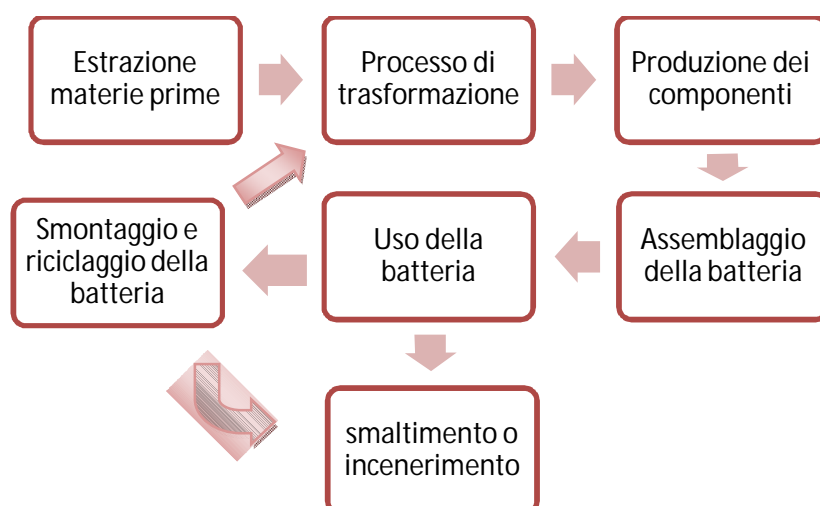 Estrazione
materie prime
Processo di
trasformazione
Produzione dei
componenti
Smontaggio e
riciclaggio della
batteria
Uso della
batteria
Assemblaggio
della batteria
smaltimento o
incenerimento